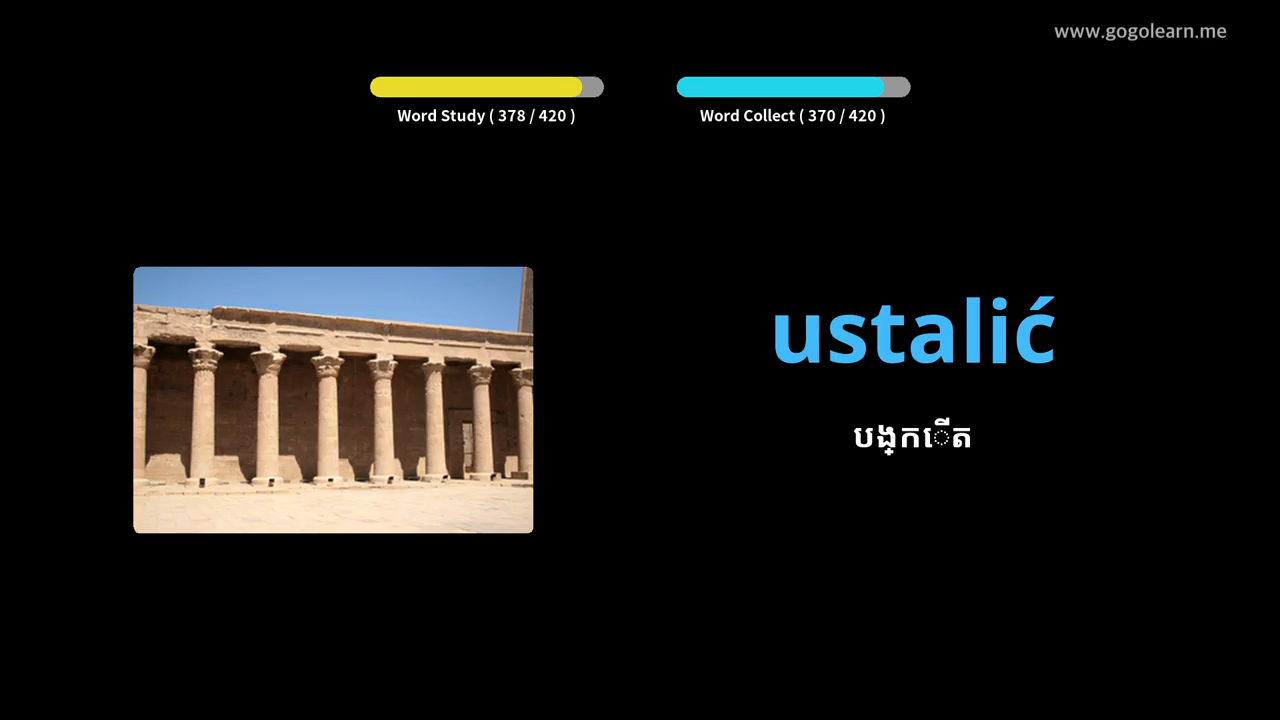 www.gogolearn.me
Word Study ( 378 / 420 )
Word Collect ( 370 / 420 )
ustalić
បង្កើត